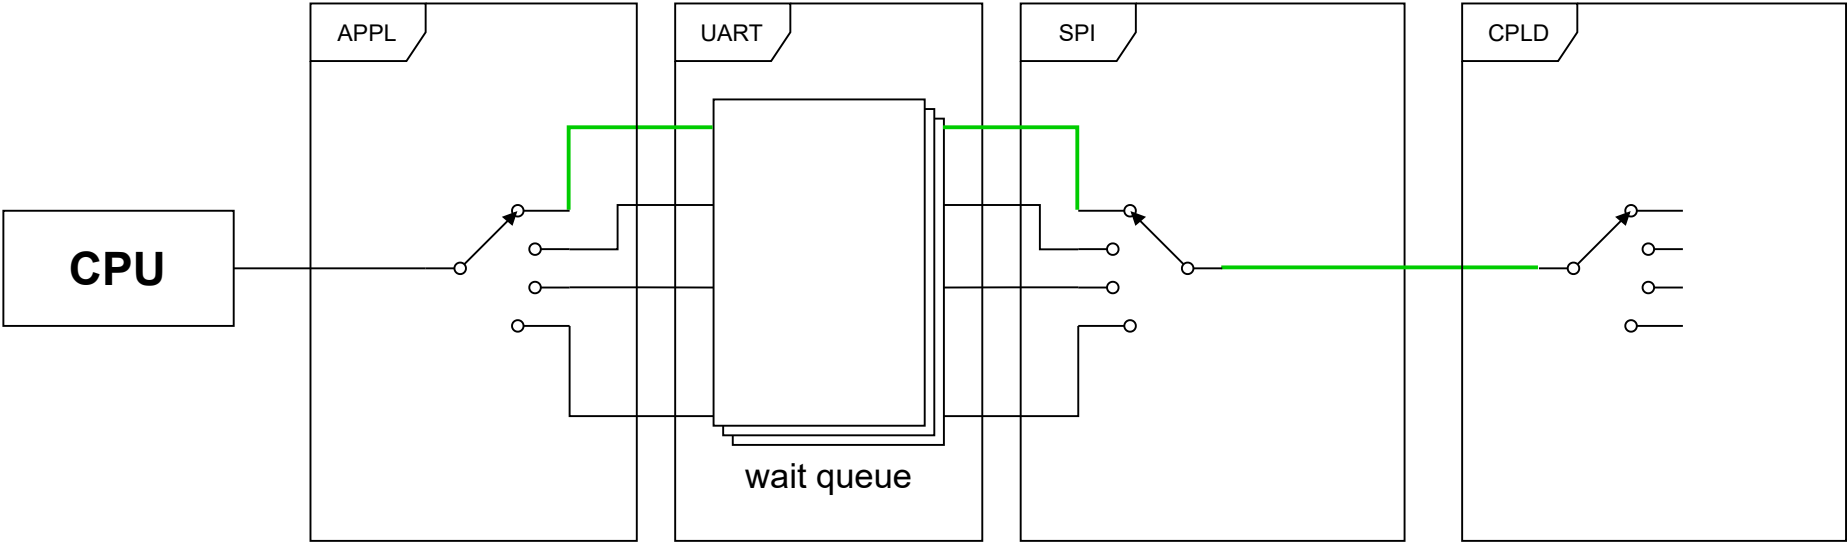 APPL
UART
SPI
CPLD
CPU
wait queue